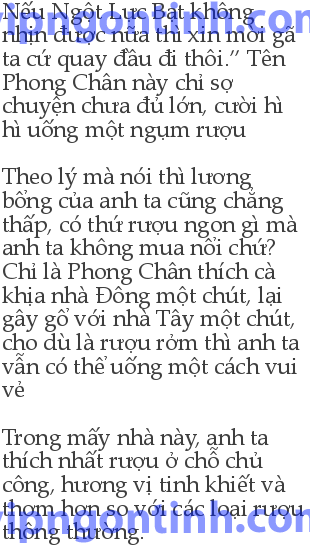 Nếu Ngột Lực Bạt không
nhịn được nữa thì xin mời gã
ta cứ quay đầu đi thôi.” Tên
Phong Chân này chỉ sợ
chuyện chưa đủ lớn, cười hì
hì uống một ngụm rượu
Theo lý mà nói thì lương
bổng của anh ta cũng chẳng
thấp, có thứ rượu ngon gì mà
anh ta không mua nổi chứ?
Chỉ là Phong Chân thích cà
khịa nhà Đông một chút, lại
gây gổ với nhà Tây một chút,
cho dù là rượu rởm thì anh ta
vẫn có thể uống một cách vui
vẻ
Trong mấy nhà này, anh ta
thích nhất rượu ở chỗ chủ
công, hương vị tinh khiết và
thơm hơn so với các loại rượu
thông thường.
vipngontinh.com
vipngontinh.com